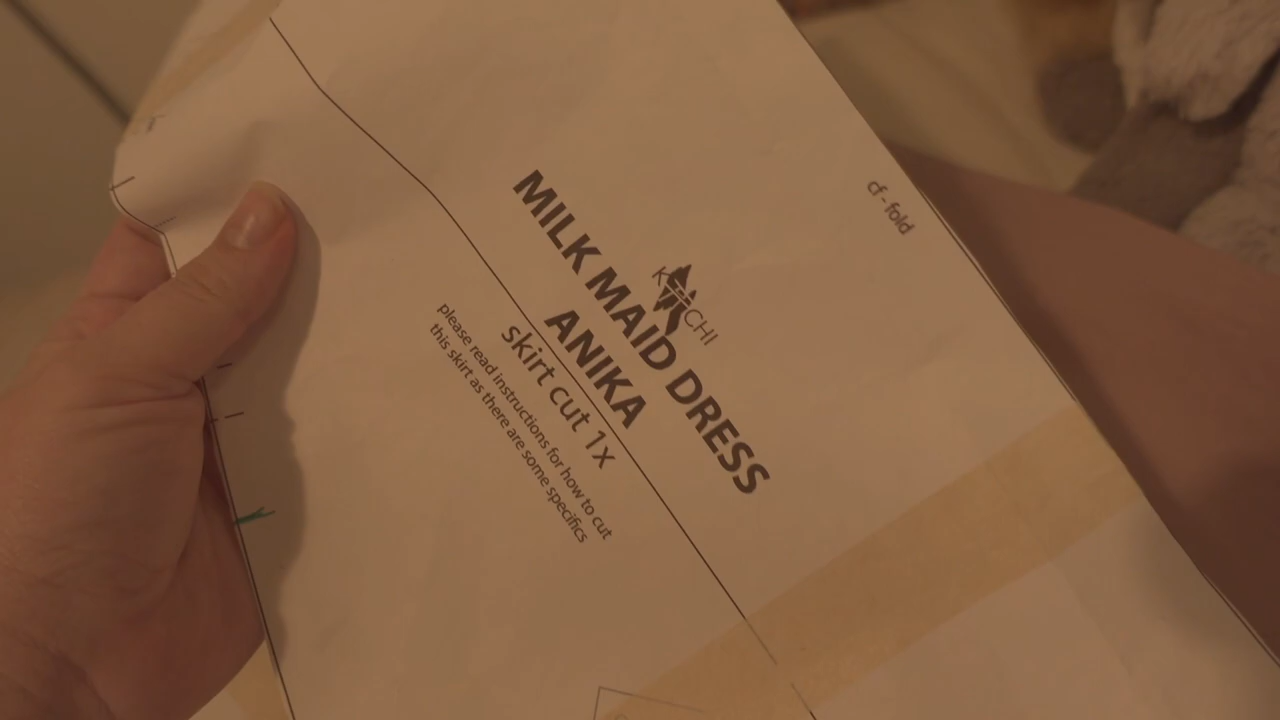 cf - fold
MILK MAID DRESS
ANIKA
skirt cut 1x
please read instructions for how to cut
this skirt as there are some specifics